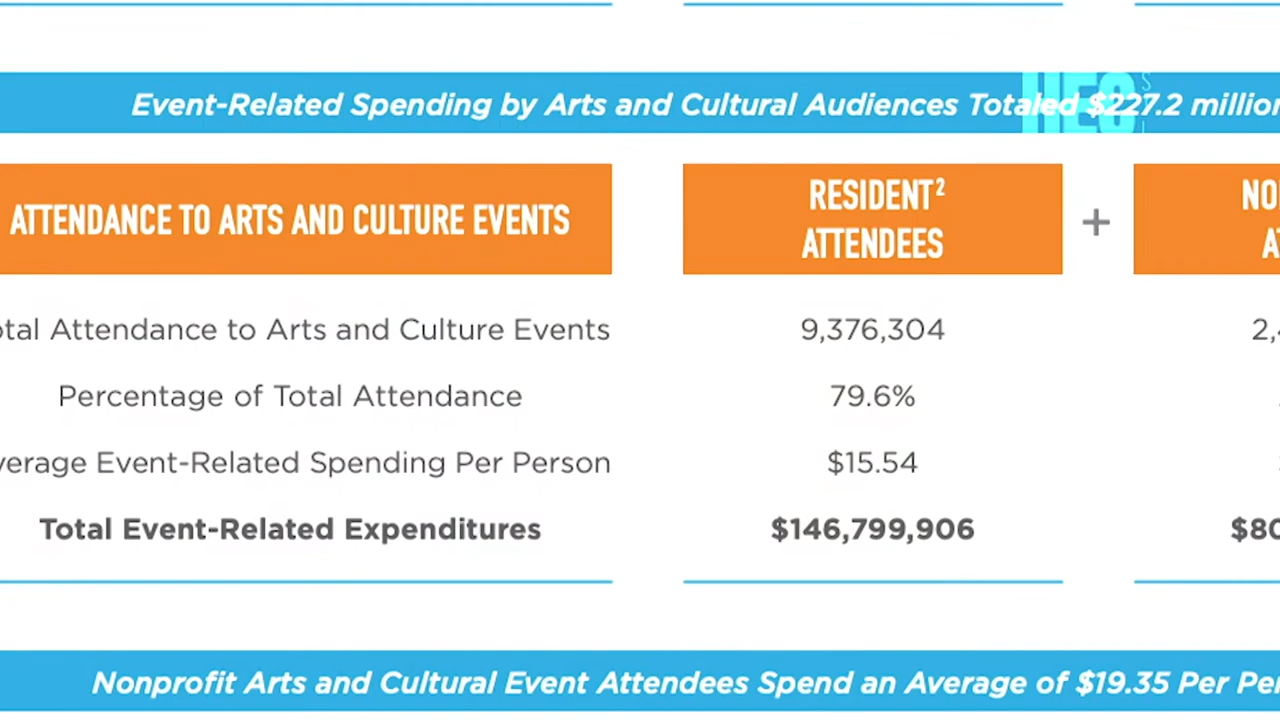 Event-Related Spending by Arts and Cultural Audiences Totaled $227.2 million
ATTENDANCE TO ARTS AND CULTURE EVENTS
RESIDENT²
ATTENDEES
+
Attendance to Arts and Culture Events
9,376,304
Percentage of Total Attendance
79.6%
Event-Related Spending Per Person
$15.54
Total Event-Related Expenditures
$146,799,906
Nonprofit Arts and Cultural Event Attendees Spend an Average of $19.35 Per